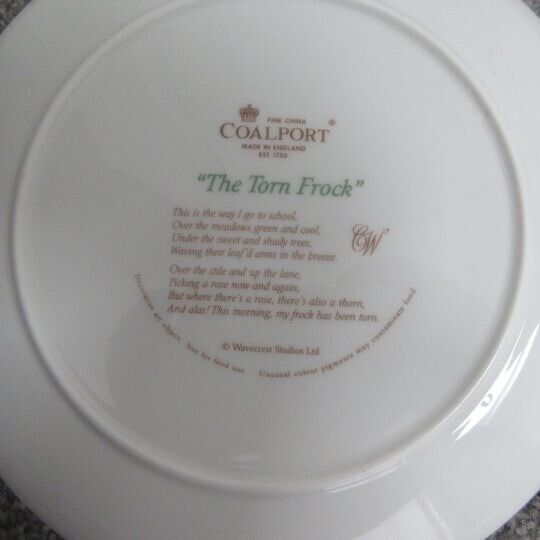 FINE CHINA
COALPORT®
MADE IN ENGLAND
EST. 1750
"The Torn Frock"
This is the way I go to school,
Over the meadows green and cool,
Under the sweet and shady trees,
Waving their leaf'd arms in the breeze.
CW
Over the stile and up the lane,
Picking a rose now and again,
But where there's a rose, there's also a thorn,
And alas! This morning, my frock has been torn.
© Wavecrest Studios Ltd
Decorative art object. Not for food use. Unusual colour pigments may contaminate food.